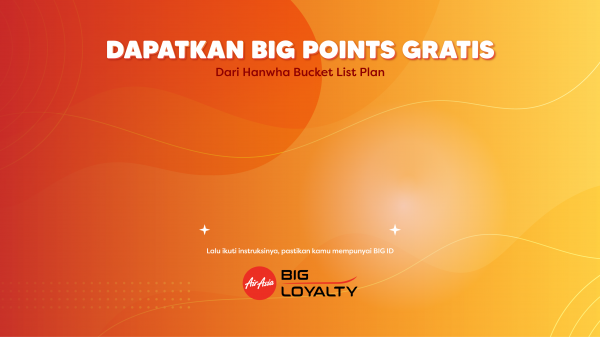 DAPATKAN BIG POINTS GRATIS
Dari Hanwha Bucket List Plan
Lalu ikuti instruksinya, pastikan kamu mempunyai BIG ID
AirAsia
BIG
LOYALTY